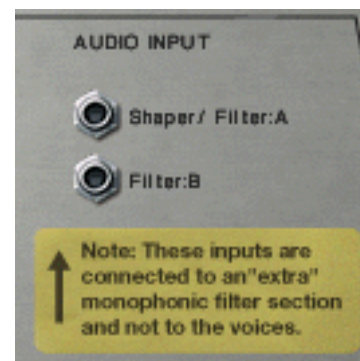 AUDIO INPUT
Shaper/ Filter:A
Filter:B
Note: These inputs are
connected to an"extra"
monophonic filter section
and not to the voices.